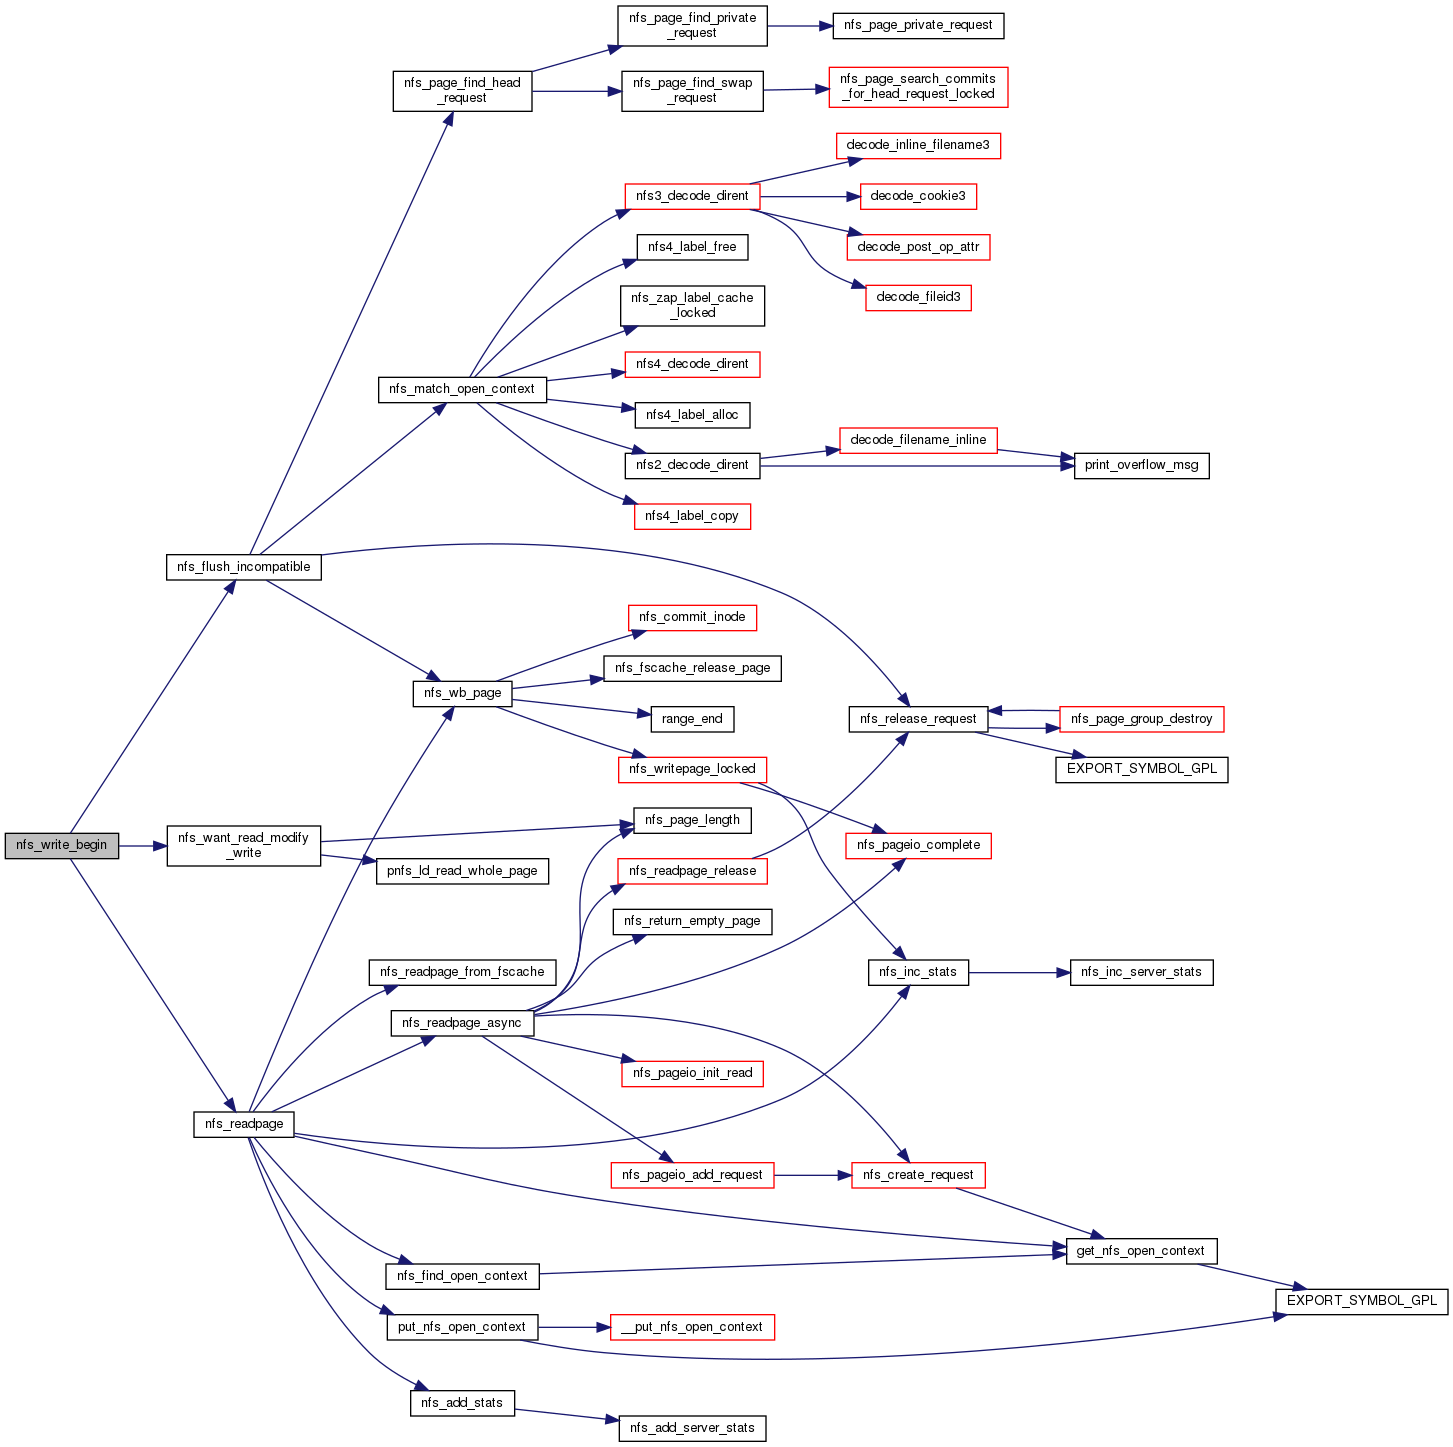 nfs_page_find_private
_request
nfs_page_private_request
nfs_page_find_head
_request
nfs_page_find_swap
_request
nfs_page_search_commits
_for_head_request_locked
decode_inline_filename3
nfs3_decode_dirent
decode_cookie3
nfs4_label_free
decode_post_op_attr
nfs_zap_label_cache
_locked
decode_fileid3
nfs4_decode_dirent
nfs_match_open_context
nfs4_label_alloc
decode_filename_inline
nfs2_decode_dirent
print_overflow_msg
nfs4_label_copy
nfs_flush_incompatible
nfs_commit_inode
nfs_fscache_release_page
nfs_wb_page
range_end
nfs_release_request
nfs_page_group_destroy
nfs_writepage_locked
EXPORT_SYMBOL_GPL
nfs_page_length
nfs_write_begin
nfs_want_read_modify
_write
nfs_pageio_complete
pnfs_ld_read_whole_page
nfs_readpage_release
nfs_return_empty_page
nfs_readpage_from_fscache
nfs_inc_stats
nfs_inc_server_stats
nfs_readpage_async
nfs_pageio_init_read
nfs_readpage
nfs_pageio_add_request
nfs_create_request
get_nfs_open_context
nfs_find_open_context
EXPORT_SYMBOL_GPL
put_nfs_open_context
__put_nfs_open_context
nfs_add_stats
nfs_add_server_stats